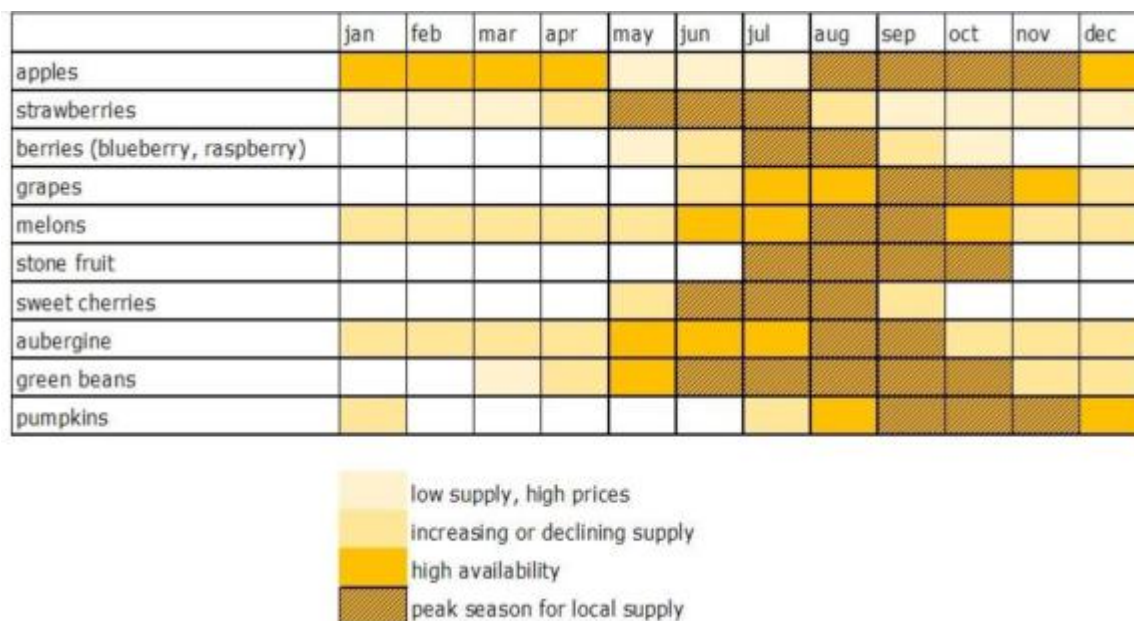 jan feb mar apr may jun jul aug sep oct nov dec
apples
strawberries
berries (blueberry, raspberry)
grapes
melons
stone fruit
sweet cherries
aubergine
green beans
pumpkins
low supply, high prices
increasing or declining supply
high availability
peak season for local supply